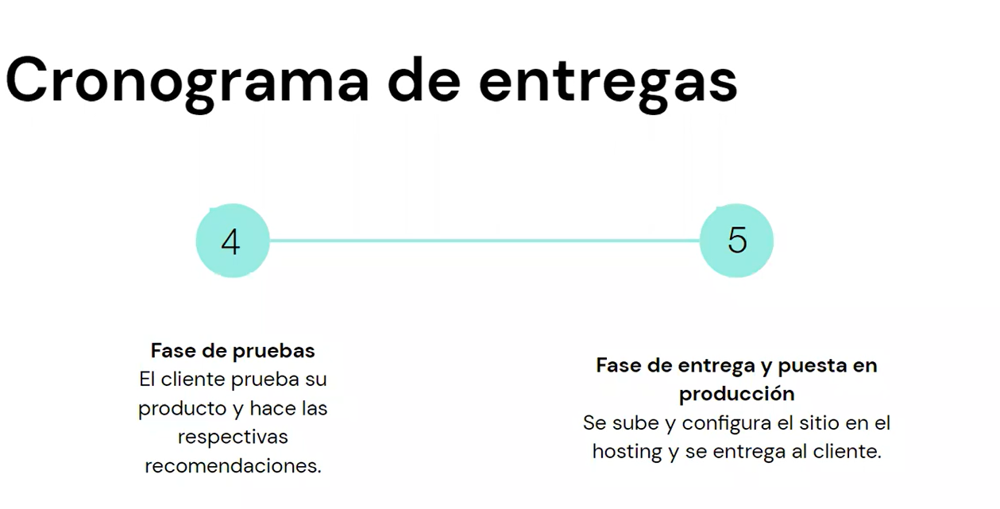 Cronograma de entregas
4
5
Fase de pruebas
El cliente prueba su
producto y hace las
respectivas
recomendaciones.
Fase de entrega y puesta en
producción
Se sube y configura el sitio en el
hosting y se entrega al cliente.